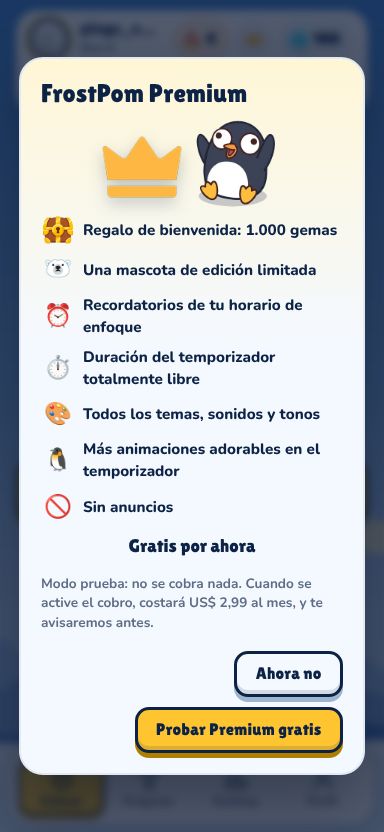 FrostPom Premium
Regalo de bienvenida: 1.000 gemas
Una mascota de edición limitada
Recordatorios de tu horario de
enfoque
Duración del temporizador
totalmente libre
Todos los temas, sonidos y tonos
Más animaciones adorables en el
temporizador
Sin anuncios
Gratis por ahora
Modo prueba: no se cobra nada. Cuando se
active el cobro, costará US$ 2,99 al mes, y te
avisaremos antes.
Ahora no
Probar Premium gratis